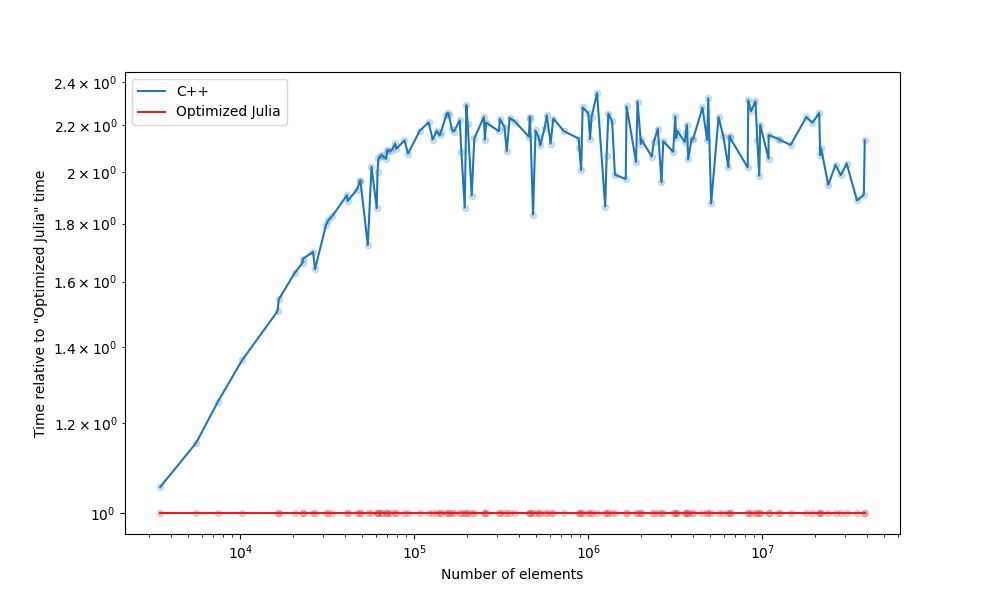 2.4 × 10⁰
2.2 × 10⁰
2 × 10⁰
1.8 × 10⁰
1.6 × 10⁰
1.4 × 10⁰
1.2 × 10⁰
10⁰
Time relative to "Optimized Julia" time
C++
Optimized Julia
10⁴
10⁵
10⁶
10⁷
Number of elements